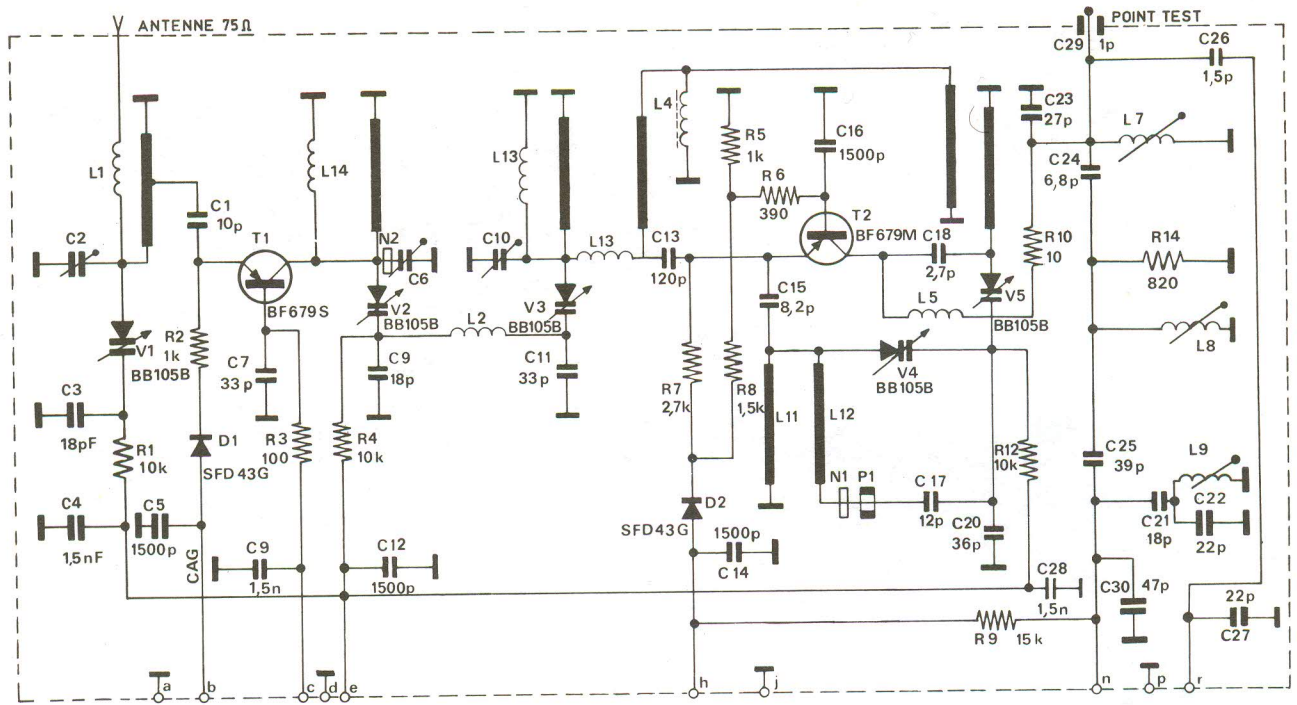 ANTENNE 75Ω
POINT TEST
C29
1p
C26
1,5p
L1
C1
10p
C2
T1
BF679S
L14
N2
C6
V2
BB105B
L2
L13
C10
V3
BB105B
L13
C13
120p
L4
R5
1k
R6
390
C16
1500p
T2
BF679M
C18
2,7p
C15
8,2p
L5
V5
BB105B
V4
BB105B
C23
27p
C24
6,8p
L7
R10
10
R14
820
L8
V1
BB105B
R2
1k
C7
33p
C9
18p
C11
33p
C3
18pF
R1
10k
D1
SFD 43G
R3
100
R4
10k
R7
2,7k
R8
1,5k
L11
L12
R12
10k
C25
39p
L9
C4
1,5nF
C5
1500p
CAG
C9
1,5n
C12
1500p
D2
SFD43G
1500p
C14
N1
P1
C17
12p
C20
36p
C21
18p
C22
22p
C28
1,5n
C30
47p
22p
C27
R9
15k
a
b
c
d
e
h
j
n
p
r